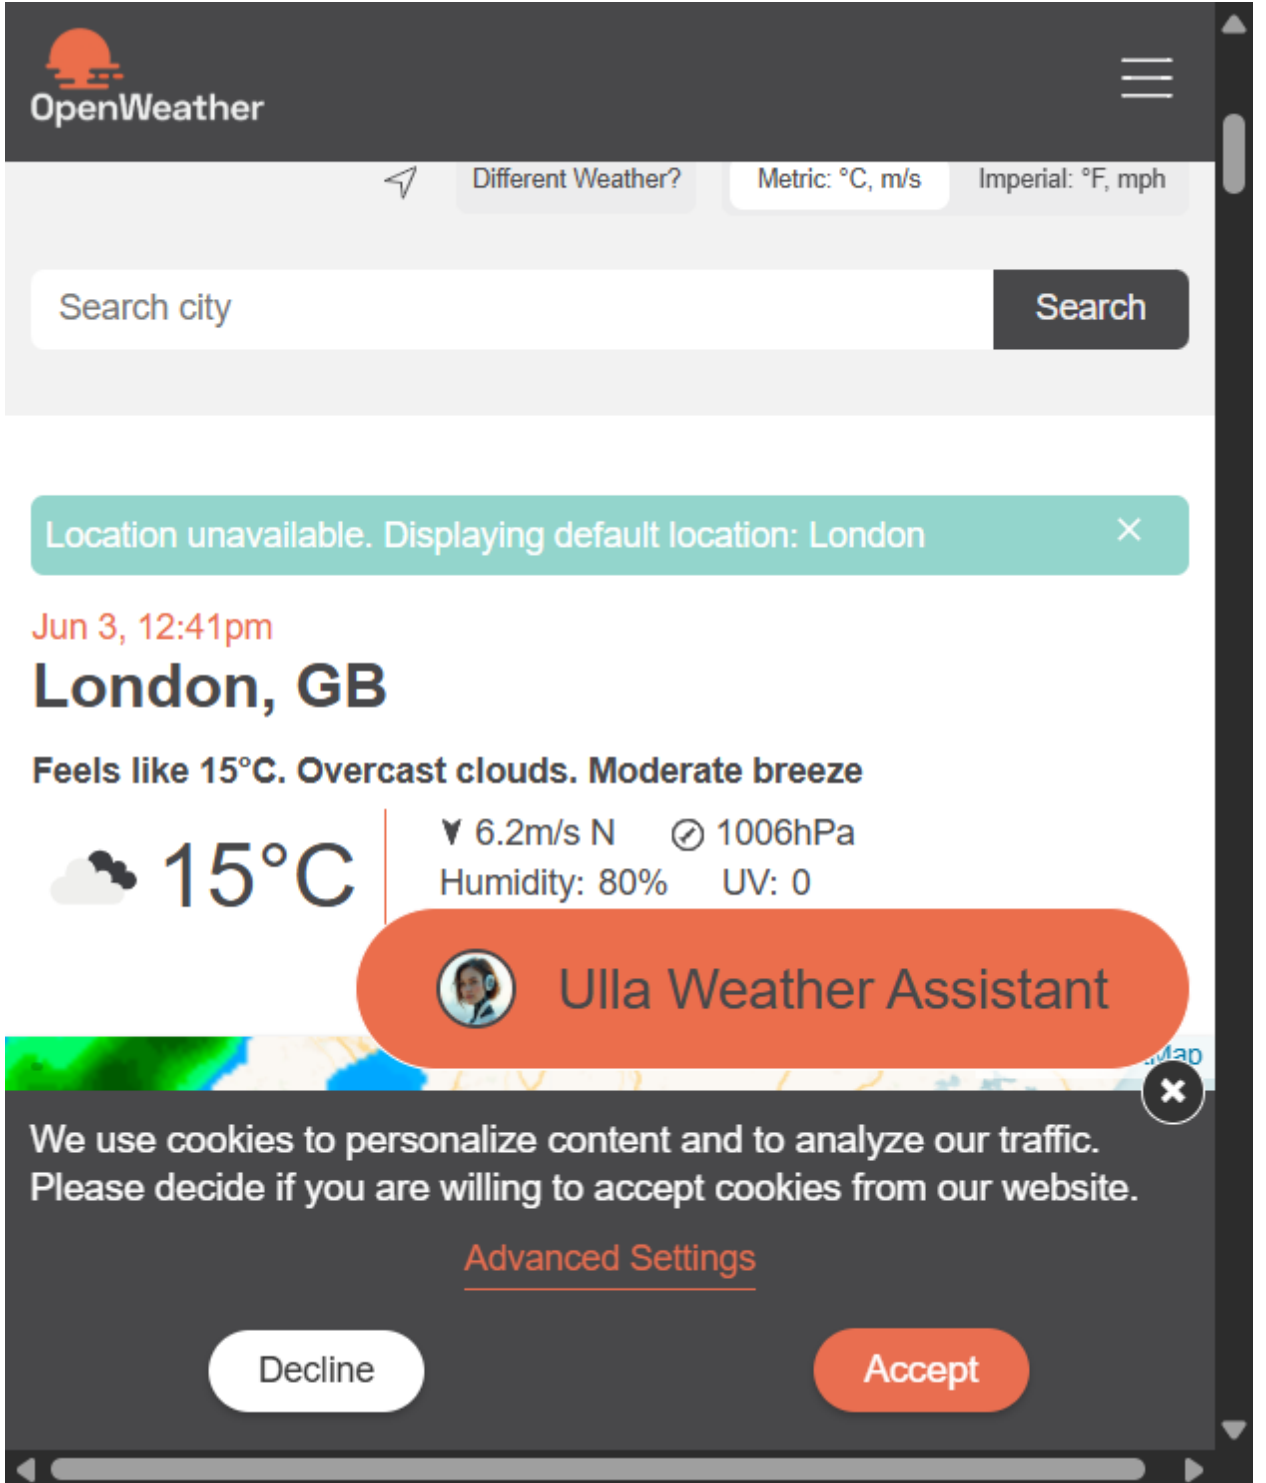 OpenWeather
Different Weather?
Metric: °C, m/s
Imperial: °F, mph
Search city
Search
Location unavailable. Displaying default location: London
Jun 3, 12:41pm
London, GB
Feels like 15°C. Overcast clouds. Moderate breeze
15°C
6.2m/s N
1006hPa
Humidity: 80%
UV: 0
Ulla Weather Assistant
We use cookies to personalize content and to analyze our traffic.
Please decide if you are willing to accept cookies from our website.
Advanced Settings
Decline
Accept